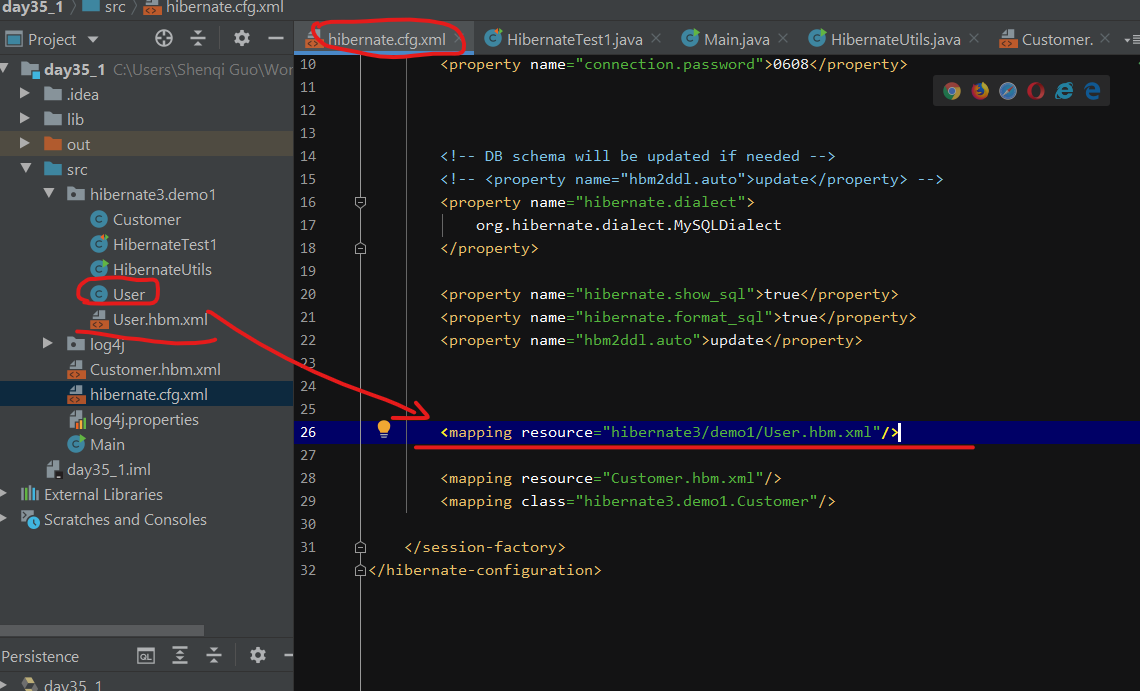 day35_1 src hibernate.cfg.xml
Project
hibernate.cfg.xml HibernateTest1.java Main.java HibernateUtils.java Customer.
day35_1 C:\Users\Shenqi Guo\Wor
.idea
lib
out
src
hibernate3.demo1
Customer
HibernateTest1
HibernateUtils
User
User.hbm.xml
log4j
Customer.hbm.xml
hibernate.cfg.xml
log4j.properties
Main
day35_1.iml
External Libraries
Scratches and Consoles
Persistence
QL
day35_1
10 <property name="connection.password">0608</property>
11
12
13
14 <!-- DB schema will be updated if needed -->
15 <!-- <property name="hbm2ddl.auto">update</property> -->
16 <property name="hibernate.dialect">
17 org.hibernate.dialect.MySQLDialect
18 </property>
19
20 <property name="hibernate.show_sql">true</property>
21 <property name="hibernate.format_sql">true</property>
22 <property name="hbm2ddl.auto">update</property>
23
24
25
26 <mapping resource="hibernate3/demo1/User.hbm.xml"/>
27
28 <mapping resource="Customer.hbm.xml"/>
29 <mapping class="hibernate3.demo1.Customer"/>
30
31 </session-factory>
32 </hibernate-configuration>